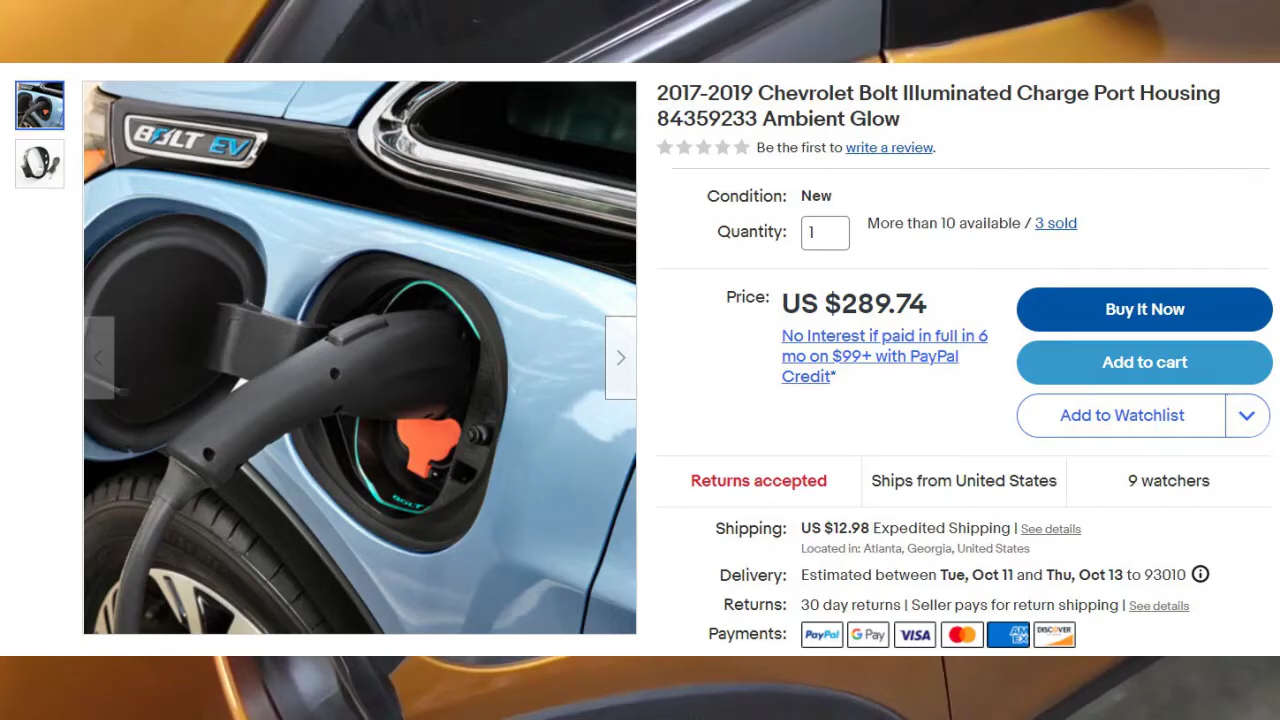 BOLT EV
BOLT
2017-2019 Chevrolet Bolt Illuminated Charge Port Housing
84359233 Ambient Glow
Be the first to write a review.
Condition: New
Quantity: 1 More than 10 available / 3 sold
Price: US $289.74
No Interest if paid in full in 6
mo on $99+ with PayPal
Credit*
Buy It Now
Add to cart
Add to Watchlist
Returns accepted
Ships from United States
9 watchers
Shipping: US $12.98 Expedited Shipping | See details
Located in: Atlanta, Georgia, United States
Delivery: Estimated between Tue, Oct 11 and Thu, Oct 13 to 93010
Returns: 30 day returns | Seller pays for return shipping | See details
Payments: PayPal G Pay VISA AM EX DISCOVER